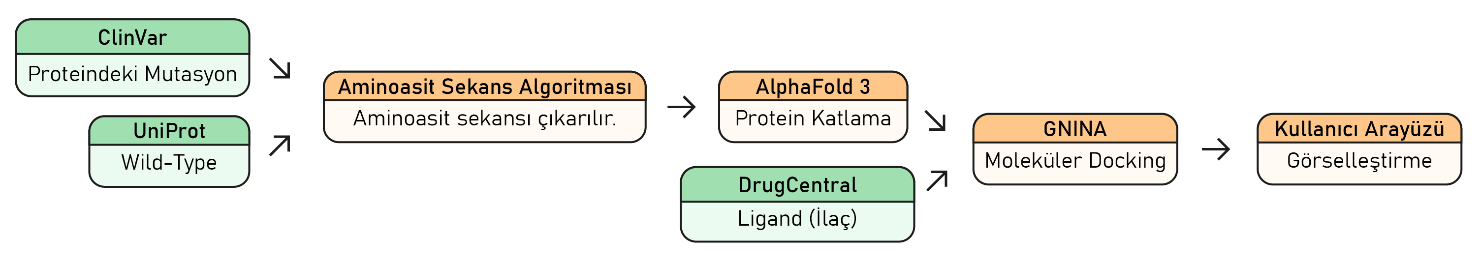 ClinVar
Proteindeki Mutasyon
UniProt
Wild-Type
Aminoasit Sekans Algoritması
Aminoasit sekansı çıkarılır.
AlphaFold 3
Protein Katlama
DrugCentral
Ligand (İlaç)
GNINA
Moleküler Docking
Kullanıcı Arayüzü
Görselleştirme